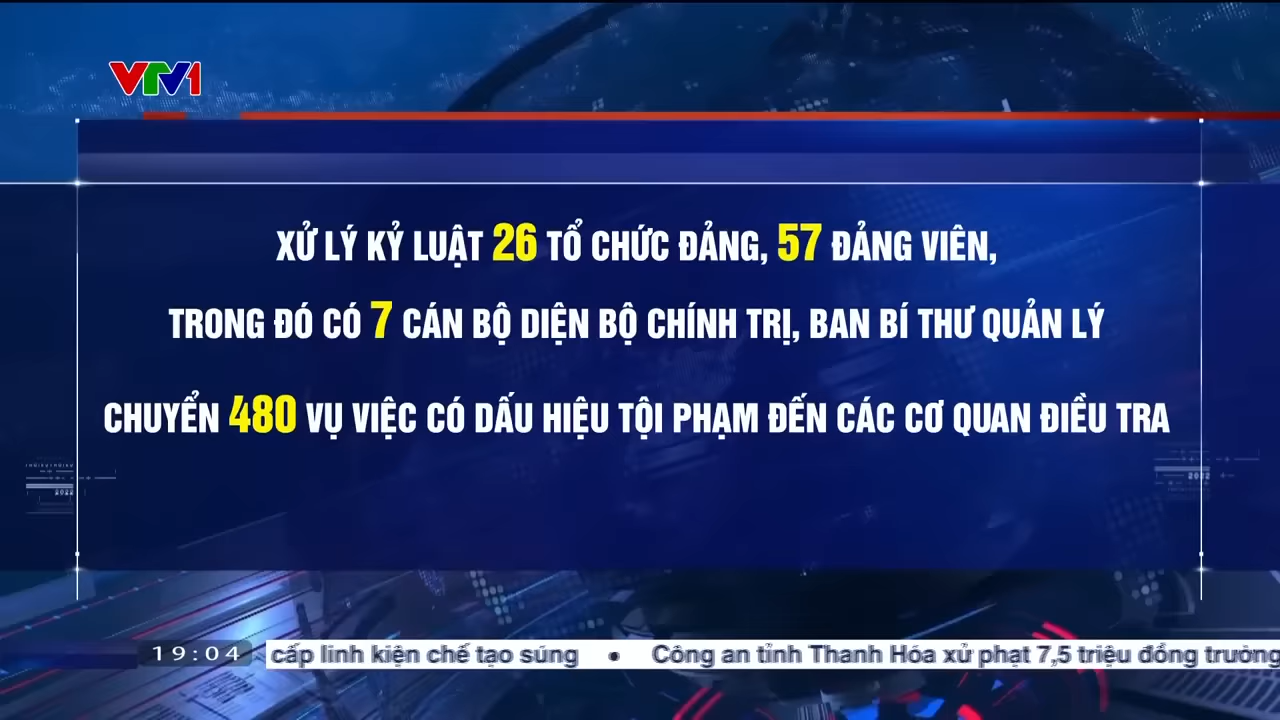 VTV1
XỬ LÝ KỶ LUẬT 26 TỔ CHỨC ĐẢNG, 57 ĐẢNG VIÊN,
TRONG ĐÓ CÓ 7 CÁN BỘ DIỆN BỘ CHÍNH TRỊ, BAN BÍ THƯ QUẢN LÝ
CHUYỂN 480 VỤ VIỆC CÓ DẤU HIỆU TỘI PHẠM ĐẾN CÁC CƠ QUAN ĐIỀU TRA
2022
2022
19:04 cấp linh kiện chế tạo súng • Công an tỉnh Thanh Hóa xử phạt 7,5 triệu đồng trưởng